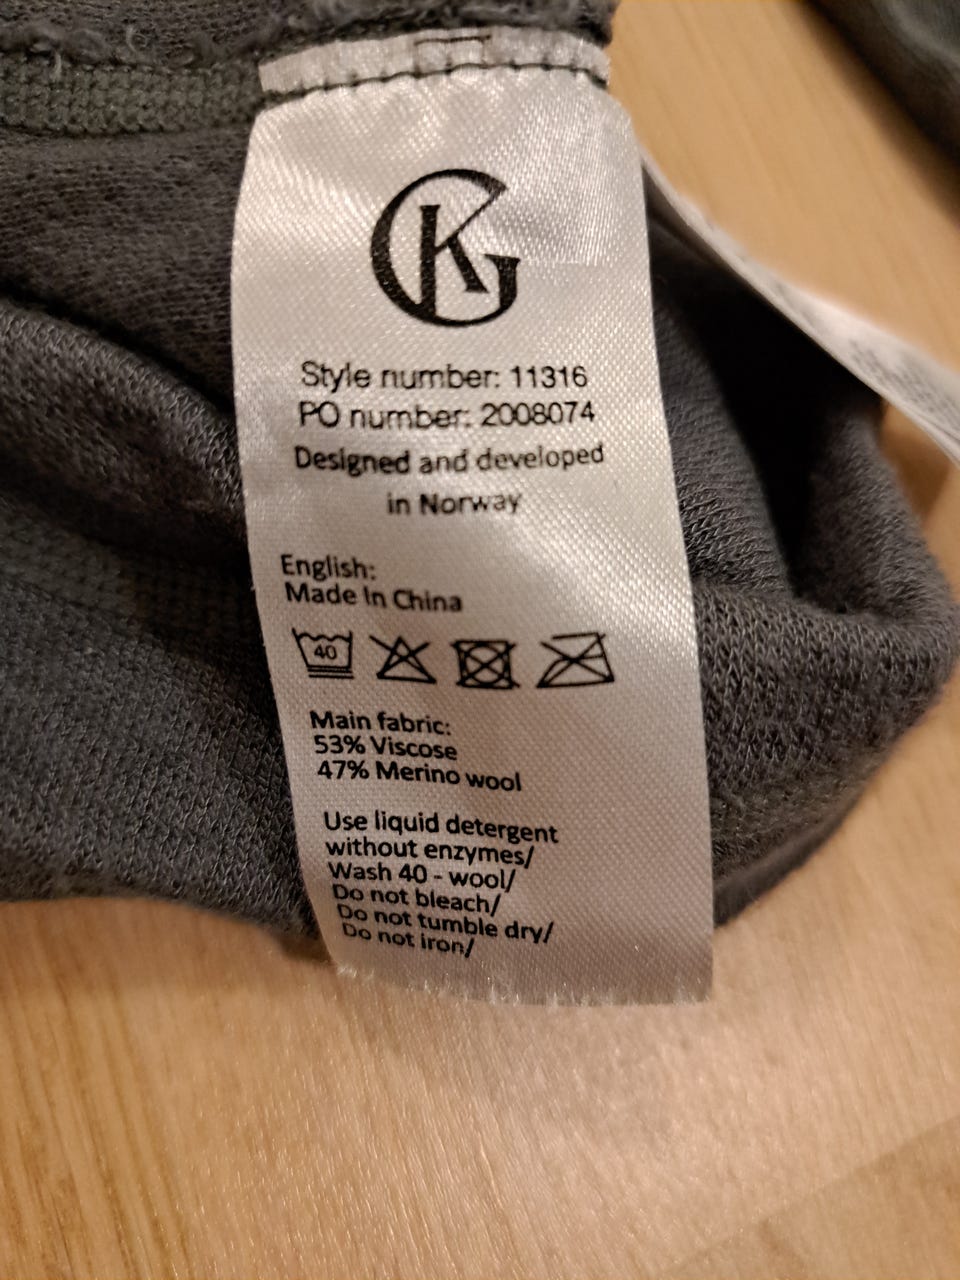 GK
Style number: 11316
PO number: 2008074
Designed and developed
in Norway
English:
Made In China
40
Main fabric:
53% Viscose
47% Merino wool
Use liquid detergent
without enzymes/
Wash 40 - wool/
Do not bleach/
Do not tumble dry/
Do not iron/